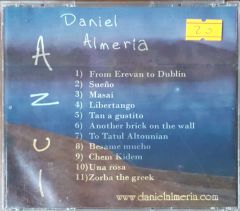 Daniel
Almeria
AZUL
1) From Erevan to Dublin
2) Sueño
3) Masai
4) Libertango
5) Tan a gustito
6) Another brick on the wall
7) To Tatul Altounian
8) Besame mucho
9) Chem Kidem
10) Una rosa
11) Zorba the greek
www.danielalmeria.com